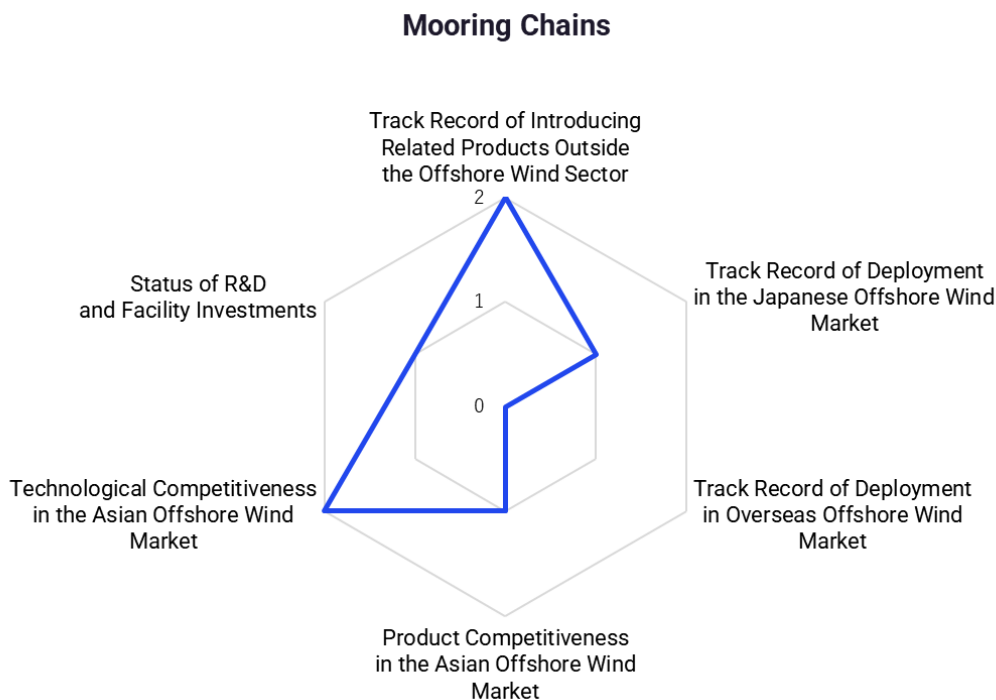 Mooring Chains
Track Record of Introducing
Related Products Outside
the Offshore Wind Sector
2
Track Record of Deployment
in the Japanese Offshore Wind
Market
Status of R&D
and Facility Investments
1
0
Technological Competitiveness
in the Asian Offshore Wind
Market
Track Record of Deployment
in Overseas Offshore Wind
Market
Product Competitiveness
in the Asian Offshore Wind
Market